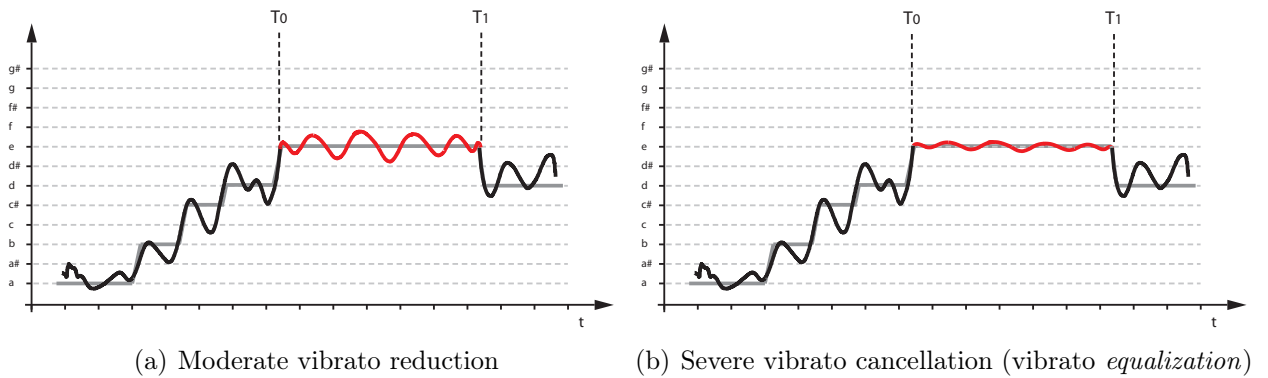 T0 T1
g#
g
f#
f
e
d#
d
c#
c
b
a#
a
t
(a) Moderate vibrato reduction
T0 T1
g#
g
f#
f
e
d#
d
c#
c
b
a#
a
t
(b) Severe vibrato cancellation (vibrato equalization)